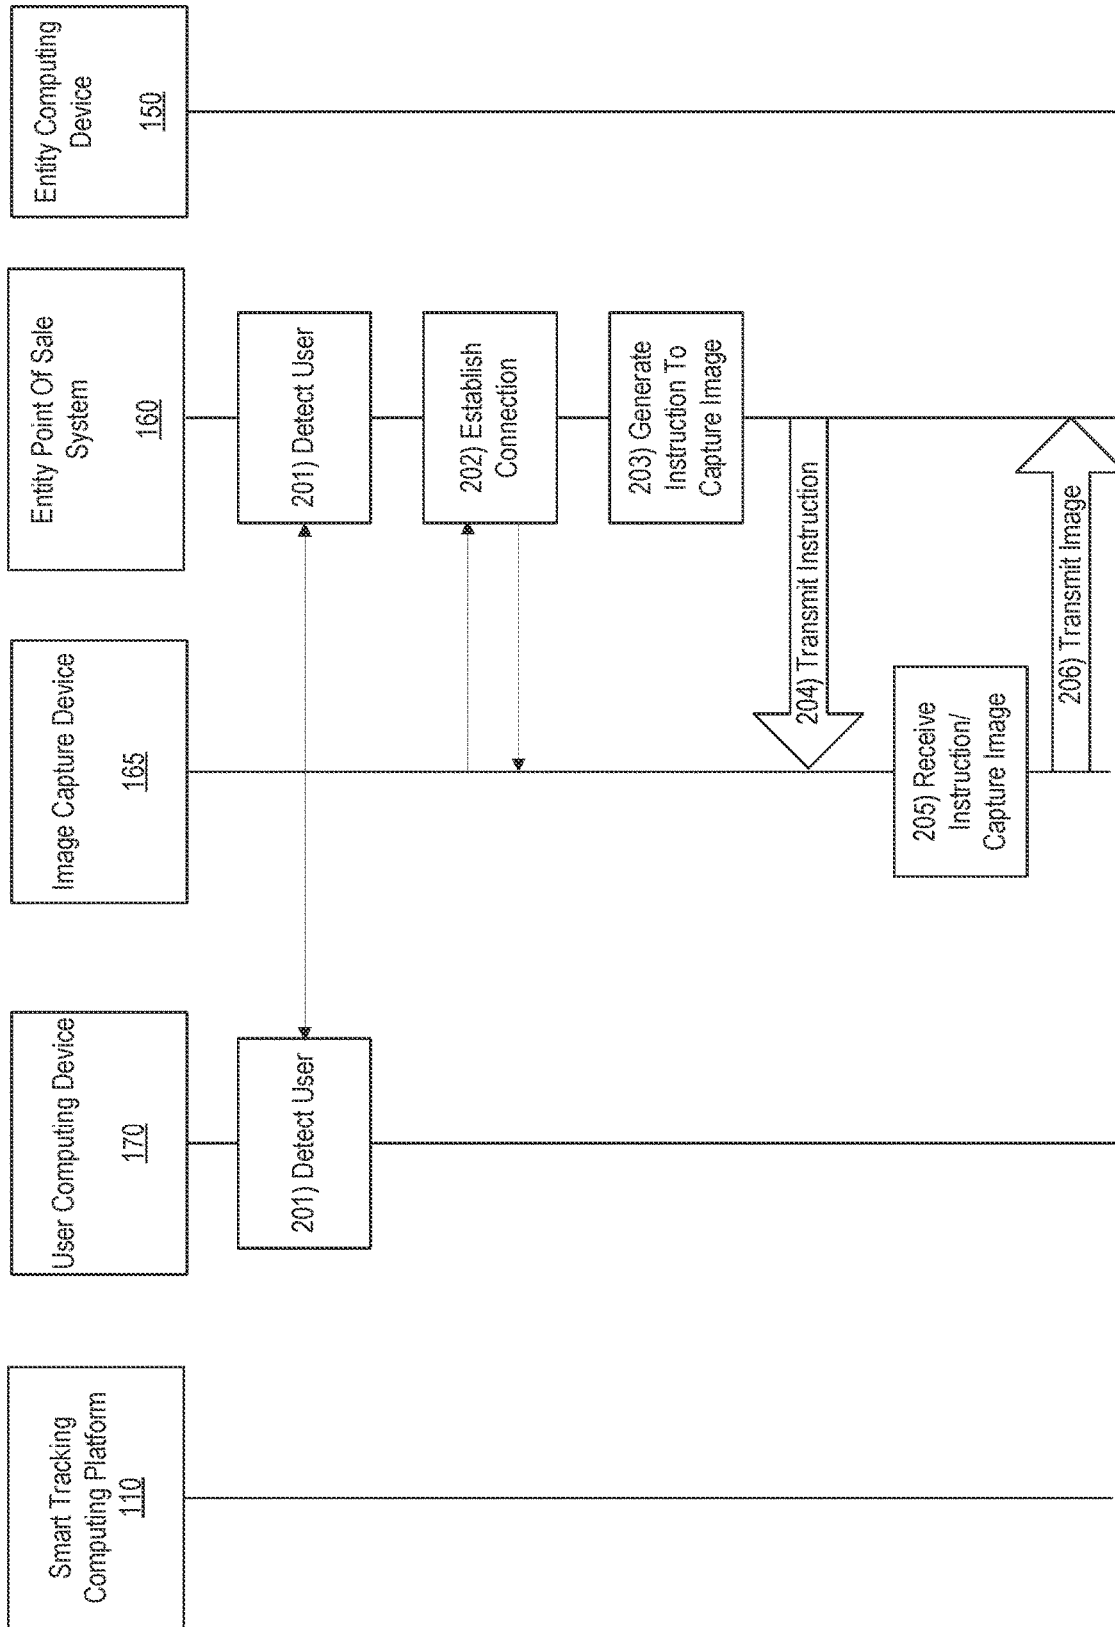 Smart Tracking
Computing Platform
110
User Computing Device
170
Image Capture Device
165
Entity Point Of Sale
System
160
Entity Computing
Device
150
201) Detect User
201) Detect User
202) Establish
Connection
203) Generate
Instruction To
Capture Image
204) Transmit Instruction
205) Receive
Instruction/
Capture Image
206) Transmit Image